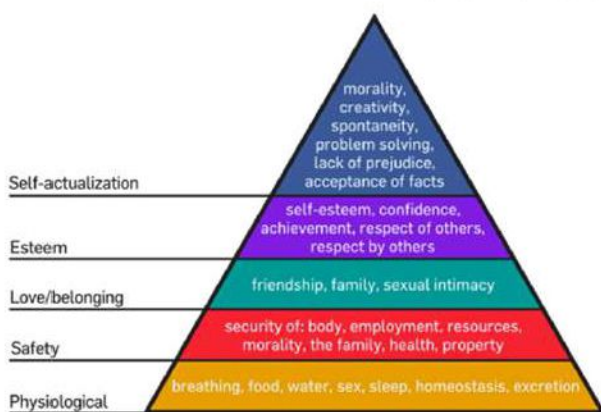 morality,
creativity,
spontaneity,
problem solving,
lack of prejudice,
acceptance of facts
Self-actualization
self-esteem, confidence,
achievement, respect of others,
respect by others
Esteem
friendship, family, sexual intimacy
Love/belonging
security of: body, employment, resources,
morality, the family, health, property
Safety
breathing, food, water, sex, sleep, homeostasis, excretion
Physiological